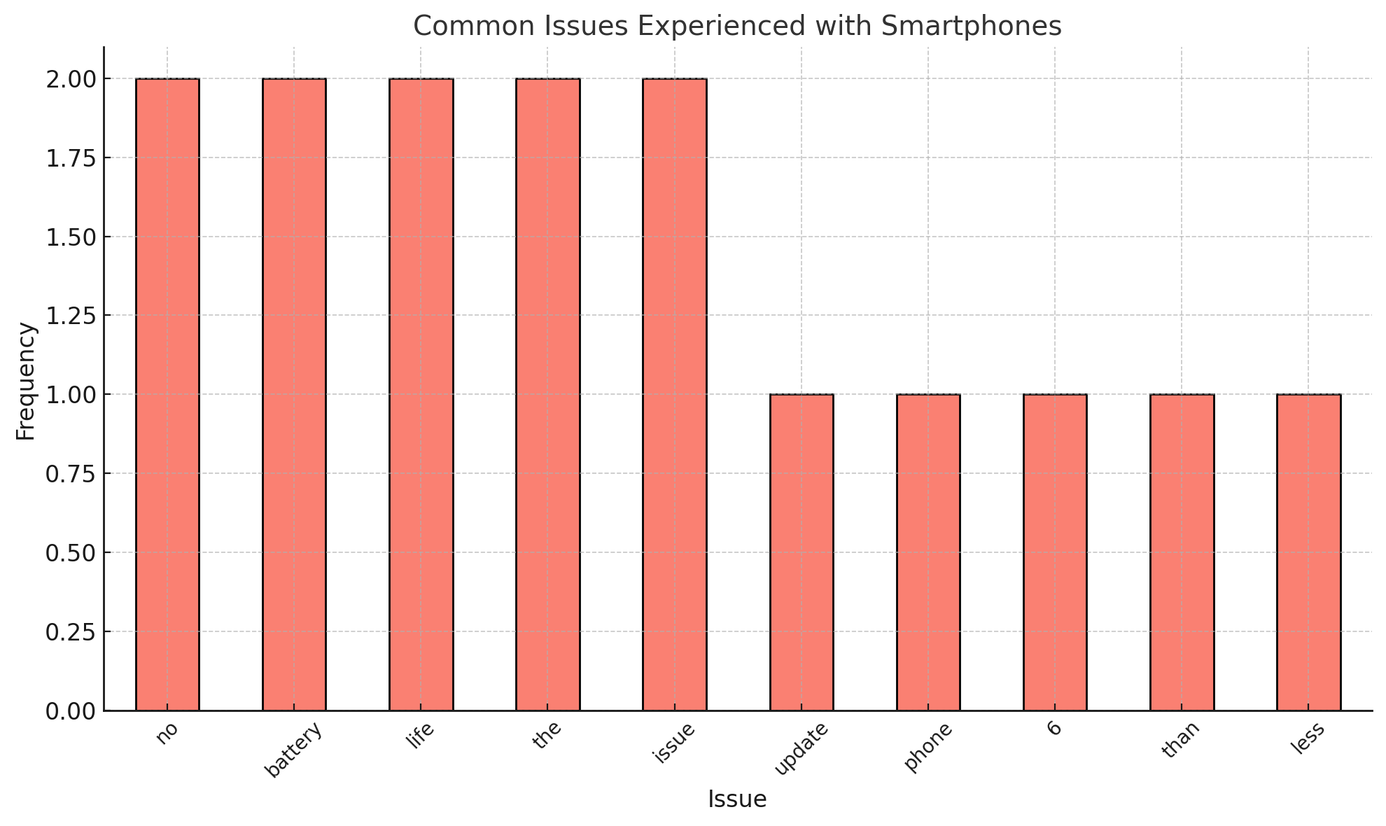 Common Issues Experienced with Smartphones
Frequency
2.00
1.75
1.50
1.25
1.00
0.75
0.50
0.25
0.00
no
battery
life
the
issue
update
phone
6
than
less
Issue